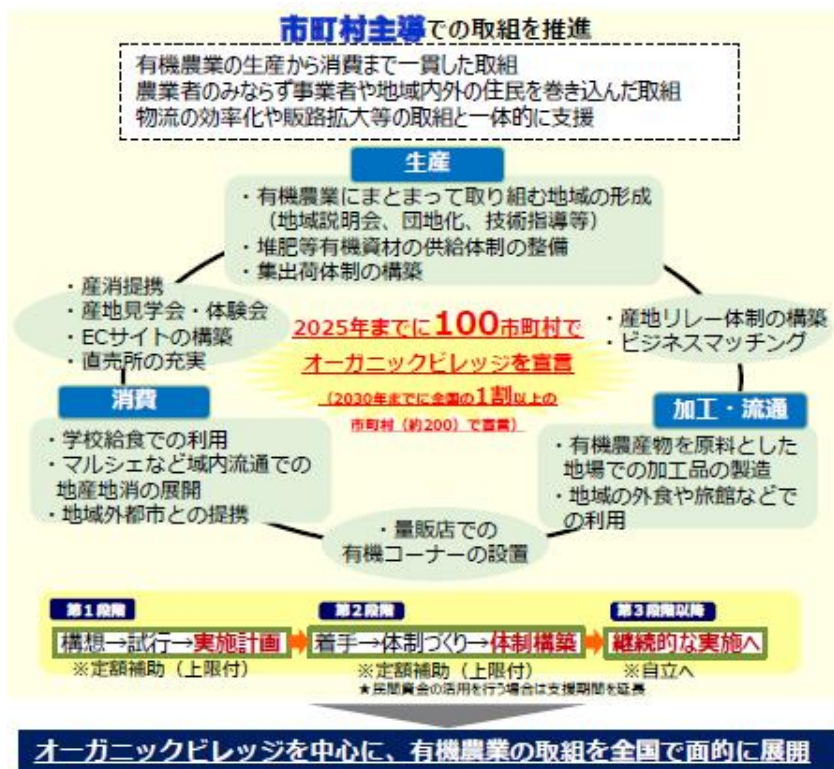 市町村主導での取組を推進
有機農業の生産から消費まで一貫した取組
農業者のみならず事業者や地域内外の住民を巻き込んだ取組
物流の効率化や販路拡大等の取組と一体的に支援
生産
・有機農業にまとまって取り組む地域の形成
（地域説明会、団地化、技術指導等）
・堆肥等有機資材の供給体制の整備
・集出荷体制の構築
・産消提携
・産地見学会・体験会
・ECサイトの構築
・直売所の充実
2025年までに100市町村で
オーガニックビレッジを宣言
（2030年までに全国の1割以上の
市町村（約200）で宣言）
・産地リレー体制の構築
・ビジネスマッチング
消費
・学校給食での利用
・マルシェなど域内流通での
地産地消の展開
・地域外都市との提携
加工・流通
・有機農産物を原料とした
地場での加工品の製造
・地域の外食や旅館などで
の利用
・量販店での
有機コーナーの設置
第1段階
構想→試行→実施計画
※定額補助（上限付）
第2段階
着手→体制づくり→体制構築
※定額補助（上限付）
★民間資金の活用を行う場合は支援期間を延長
第3段階以降
継続的な実施へ
※自立へ
オーガニックビレッジを中心に、有機農業の取組を全国で面的に展開